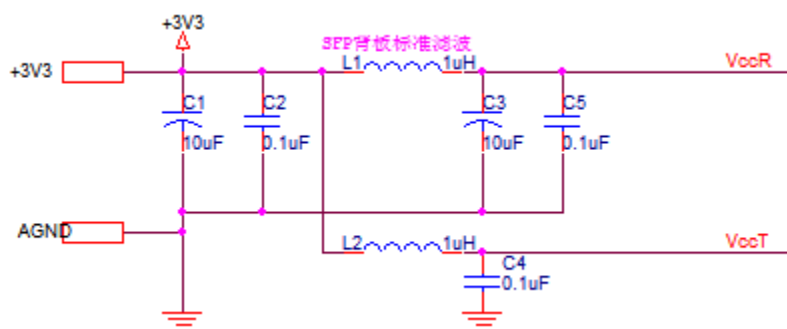 +3V3
SFP背板标准滤波
+3V3
L1
1uH
VccR
C1
C2
C3
C5
10uF
0.1uF
10uF
0.1uF
AGND
L2
1uH
VccT
C4
0.1uF